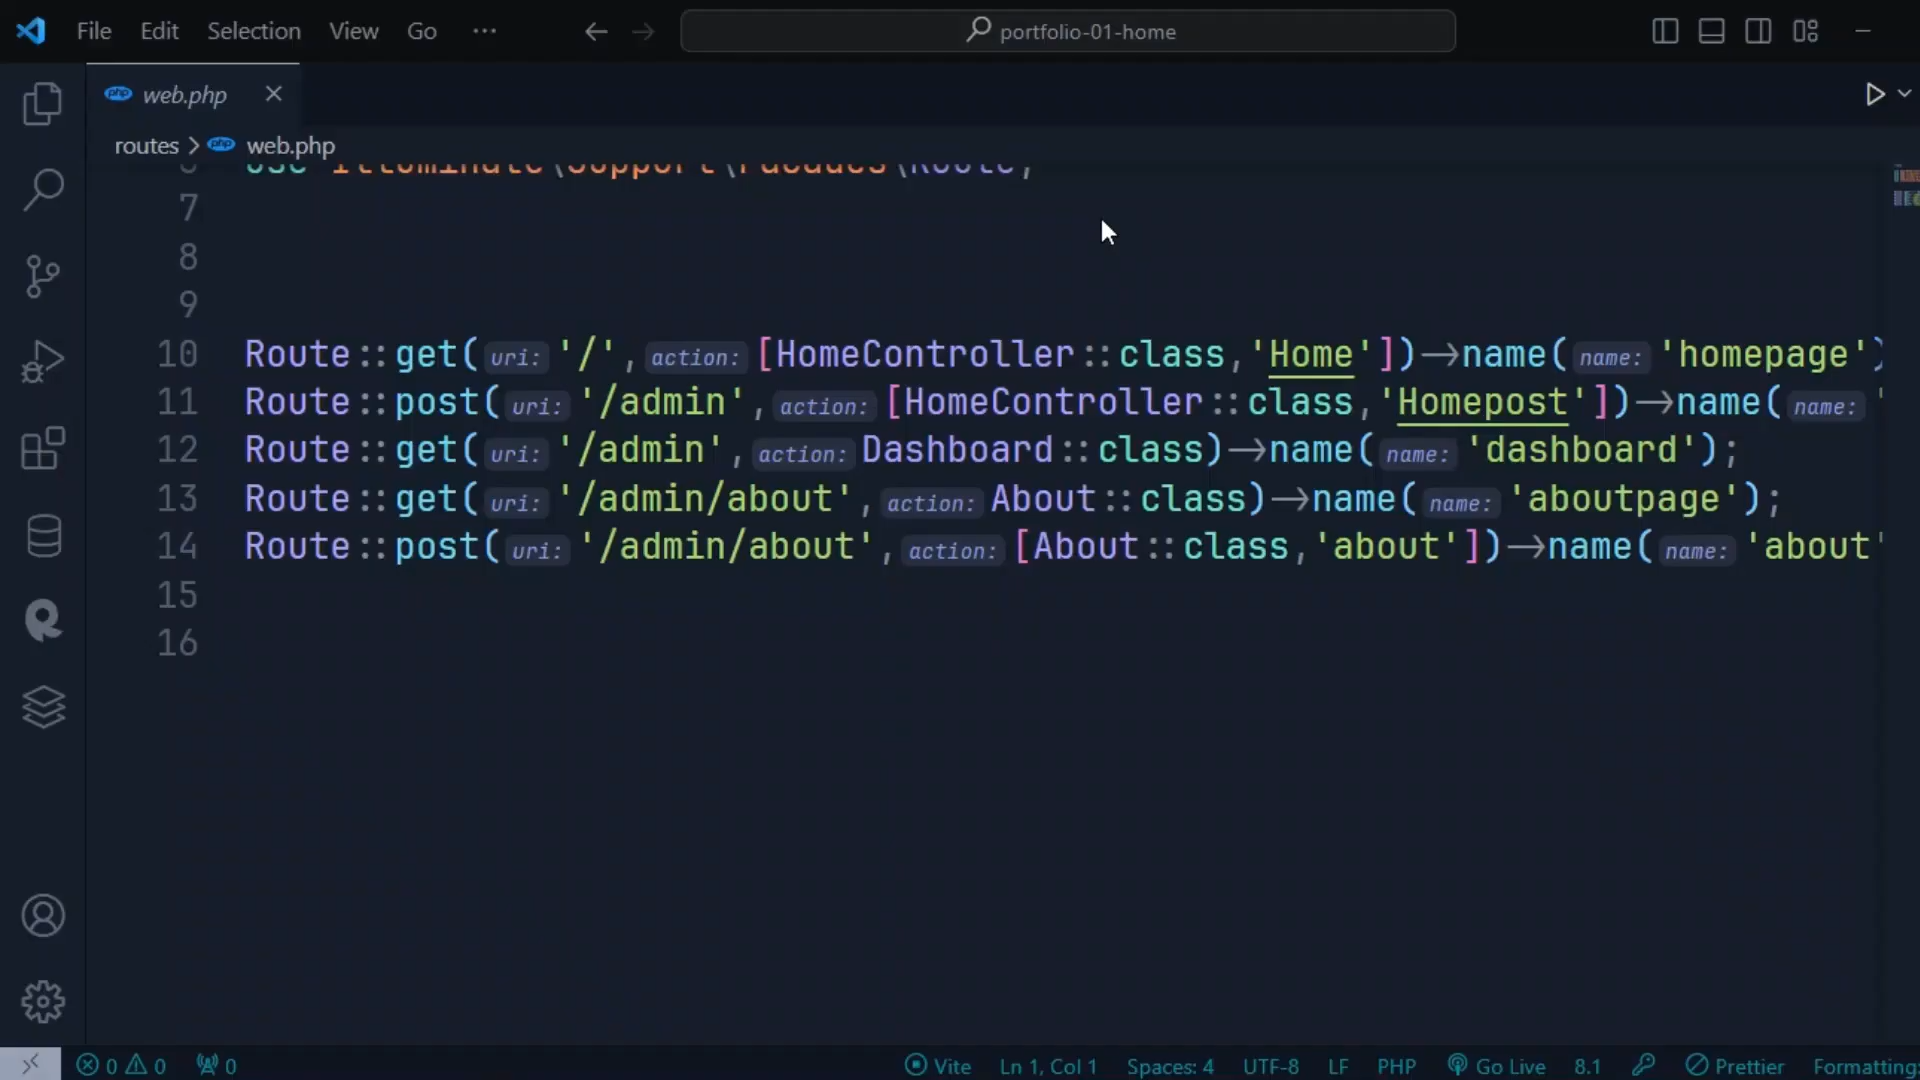 File Edit Selection View Go ··· portfolio-01-home
web.php
routes > web.php
use Illuminate\Support\Facades\Route;
7
8
9
10 Route::get( uri: '/', action: [HomeController::class,'Home'])->name( name: 'homepage')
11 Route::post( uri: '/admin', action: [HomeController::class,'Homepost'])->name( name: '
12 Route::get( uri: '/admin', action: Dashboard::class)->name( name: 'dashboard');
13 Route::get( uri: '/admin/about', action: About::class)->name( name: 'aboutpage');
14 Route::post( uri: '/admin/about', action: [About::class,'about'])->name( name: 'about'
15
16
0 0 0 Vite Ln 1, Col 1 Spaces: 4 UTF-8 LF PHP Go Live 8.1 Prettier Formatting: